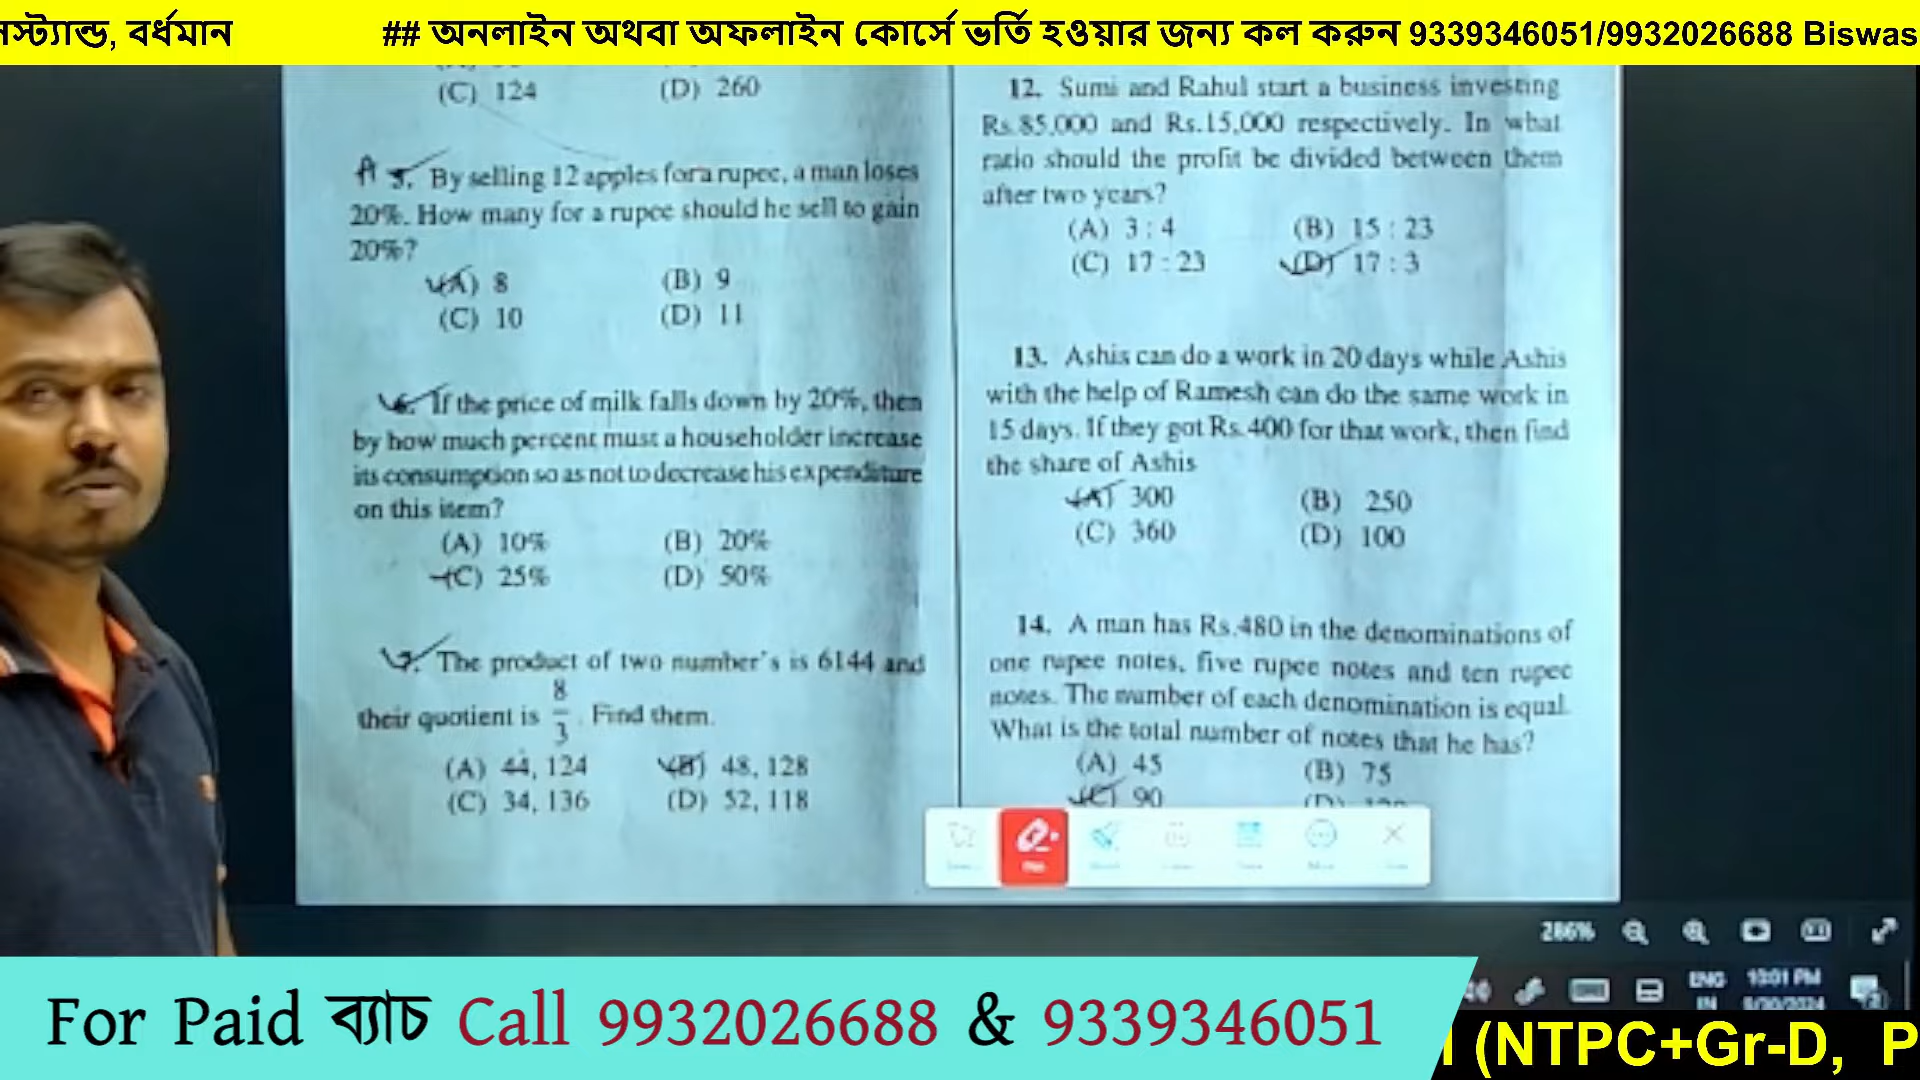 নস্ট্যান্ড, বর্ধমান ## অনলাইন অথবা অফলাইন কোর্সে ভর্তি হওয়ার জন্য কল করুন 9339346051/9932026688 Biswas
(C) 124 (D) 260
5. By selling 12 apples for a rupee, a man loses
20%. How many for a rupee should he sell to gain
20%?
(A) 8 (B) 9
(C) 10 (D) 11
6. If the price of milk falls down by 20%, then
by how much percent must a householder increase
its consumption so as not to decrease his expenditure
on this item?
(A) 10% (B) 20%
(C) 25% (D) 50%
7. The product of two number's is 6144 and
their quotient is 8/3. Find them.
(A) 44, 124 (B) 48, 128
(C) 34, 136 (D) 52, 118
12. Sumi and Rahul start a business investing
Rs.85,000 and Rs.15,000 respectively. In what
ratio should the profit be divided between them
after two years?
(A) 3 : 4 (B) 15 : 23
(C) 17 : 23 (D) 17 : 3
13. Ashis can do a work in 20 days while Ashis
with the help of Ramesh can do the same work in
15 days. If they got Rs.400 for that work, then find
the share of Ashis
(A) 300 (B) 250
(C) 360 (D) 100
14. A man has Rs.480 in the denominations of
one rupee notes, five rupee notes and ten rupee
notes. The number of each denomination is equal.
What is the total number of notes that he has?
(A) 45 (B) 75
(C) 90
286%
ENG 10:01 PM
IN 8/30/2024
For Paid ব্যাচ Call 9932026688 & 9339346051
(NTPC+Gr-D, P